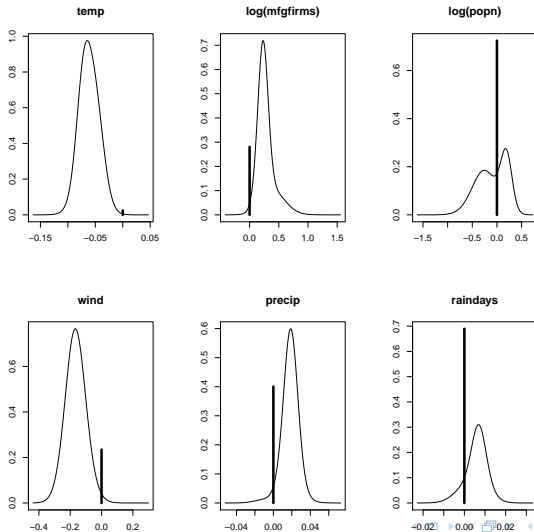 temp
log(mfgfirms)
log(popn)
0.0 0.2 0.4 0.6 0.8 1.0
−0.15 −0.05 0.05
0.0 0.1 0.2 0.3 0.4 0.5 0.6 0.7
0.0 0.5 1.0 1.5
0.0 0.2 0.4 0.6
−1.5 −0.5 0.0 0.5
wind
precip
raindays
0.0 0.2 0.4 0.6
−0.4 −0.2 0.0 0.2
0.0 0.1 0.2 0.3 0.4 0.5 0.6
−0.04 0.00 0.04
0.0 0.1 0.2 0.3 0.4 0.5 0.6 0.7
−0.02 0.00 0.02